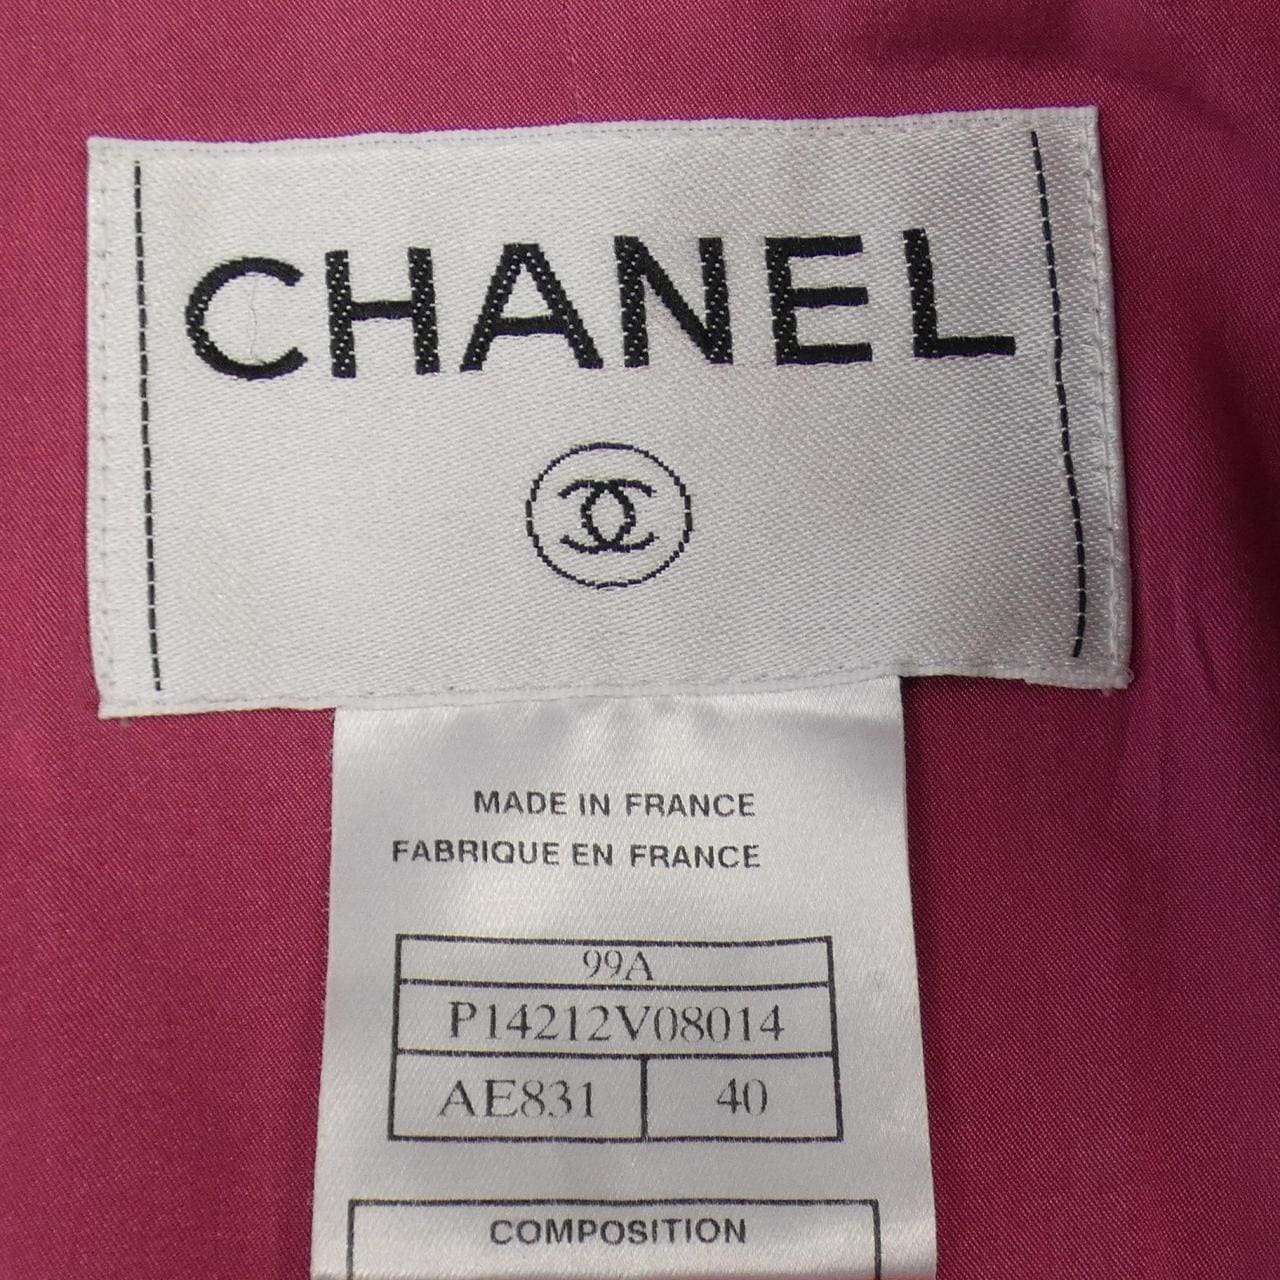 CHANEL
MADE IN FRANCE
FABRIQUE EN FRANCE
99A
P14212V08014
AE831 40
COMPOSITION